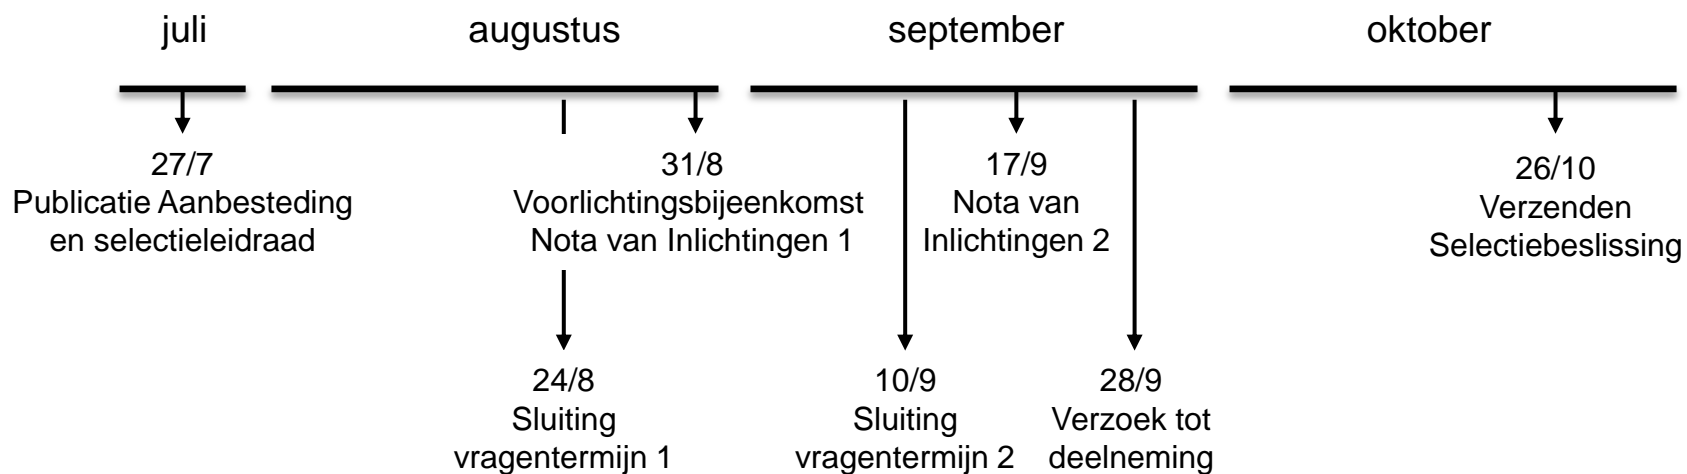 juli
augustus
september
oktober
27/7
Publicatie Aanbesteding
en selectieleidraad
31/8
Voorlichtingsbijeenkomst
Nota van Inlichtingen 1
17/9
Nota van
Inlichtingen 2
26/10
Verzenden
Selectiebeslissing
24/8
Sluiting
vragentermijn 1
10/9
Sluiting
vragentermijn 2
28/9
Verzoek tot
deelneming